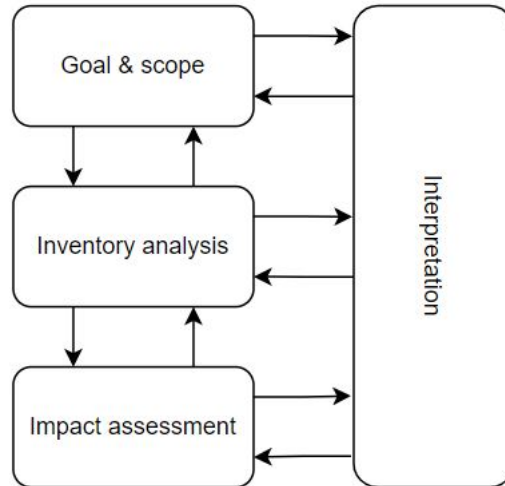 Goal & scope
Inventory analysis
Impact assessment
Interpretation